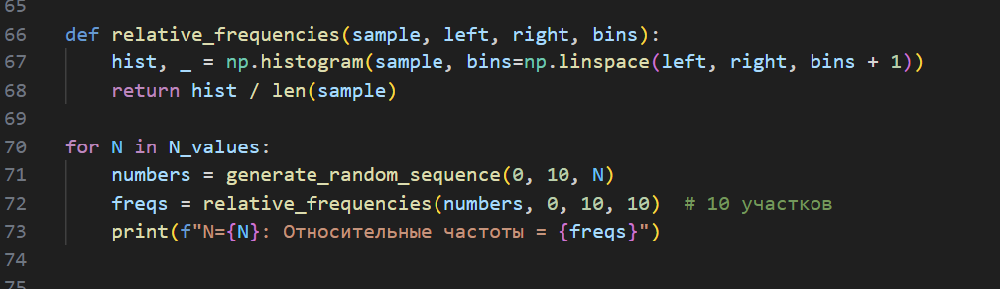 65
66 def relative_frequencies(sample, left, right, bins):
67     hist, _ = np.histogram(sample, bins=np.linspace(left, right, bins + 1))
68     return hist / len(sample)
69
70 for N in N_values:
71     numbers = generate_random_sequence(0, 10, N)
72     freqs = relative_frequencies(numbers, 0, 10, 10)  # 10 участков
73     print(f"N={N}: Относительные частоты = {freqs}")
74
75